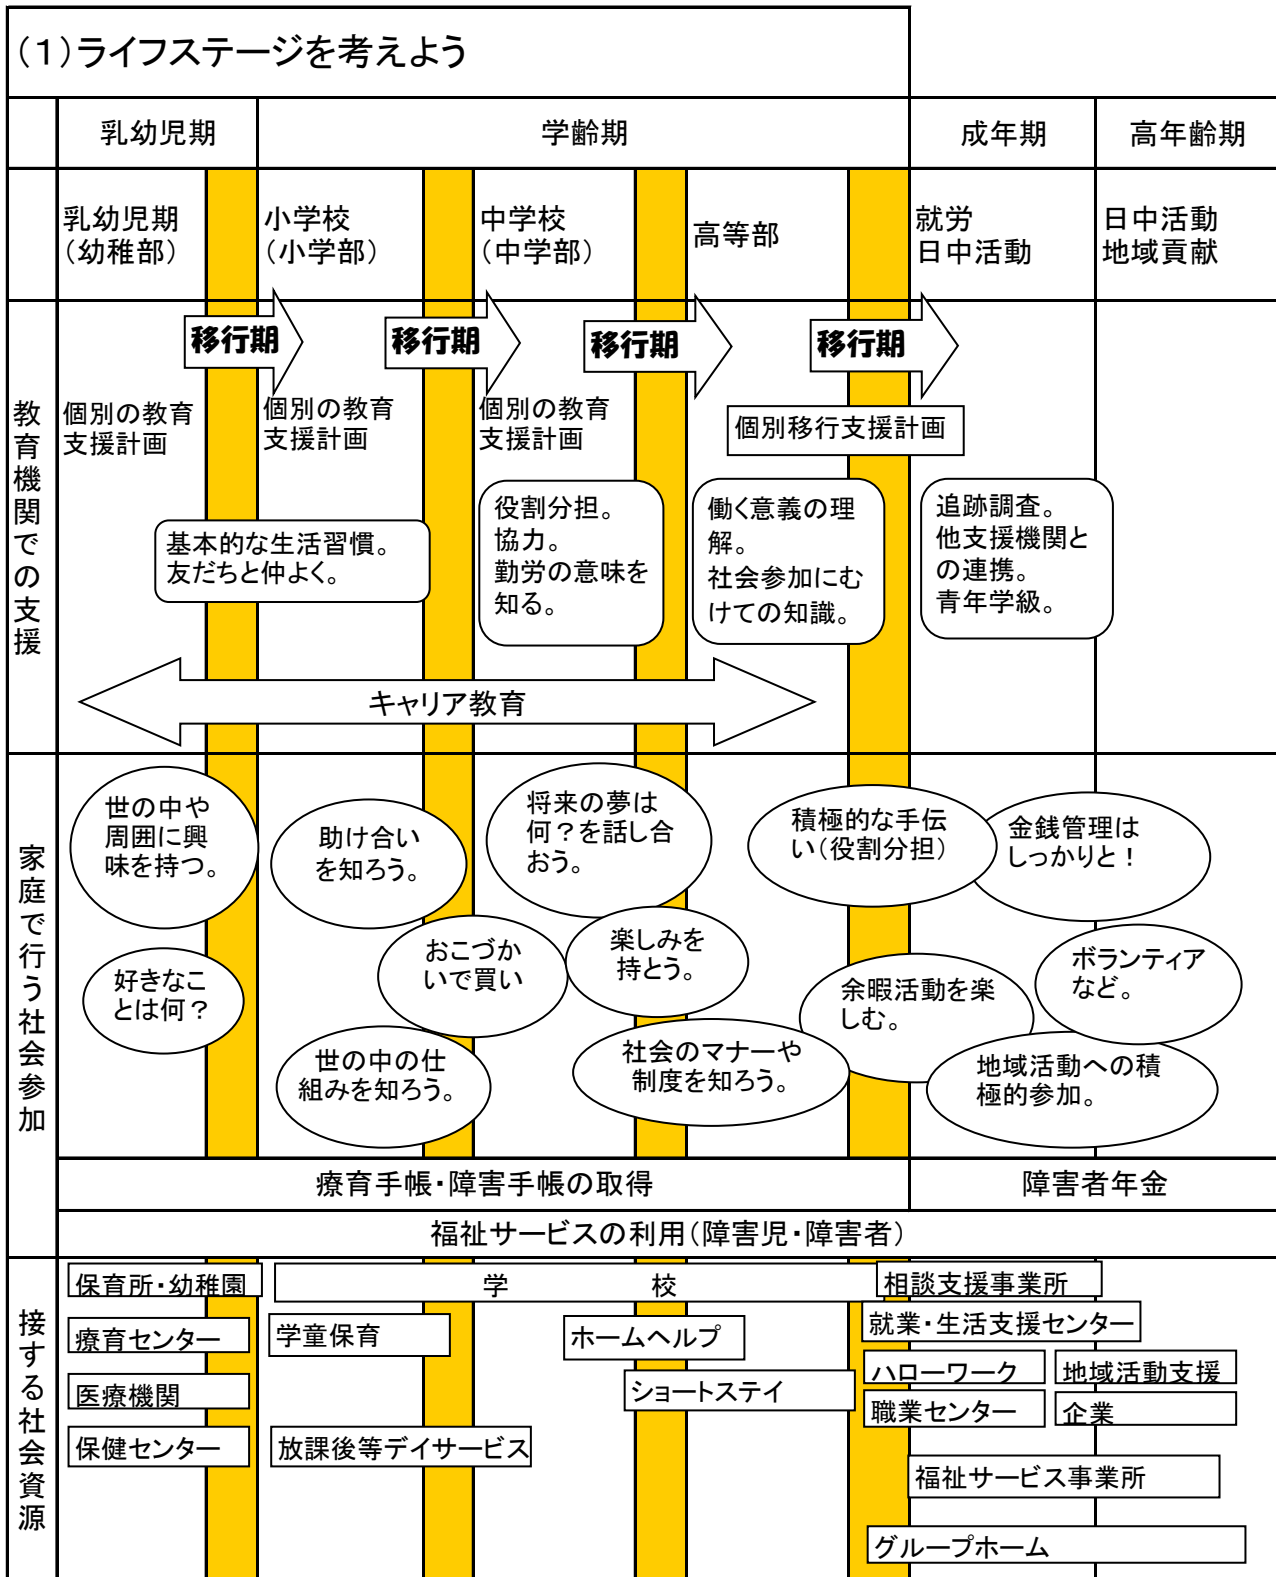 (1)ライフステージを考えよう
乳幼児期
学齢期
成年期
高年齢期
乳幼児期
(幼稚部)
小学校
(小学部)
中学校
(中学部)
高等部
就労
日中活動
日中活動
地域貢献
教育機関での支援
移行期
移行期
移行期
移行期
個別の教育
支援計画
個別の教育
支援計画
個別の教育
支援計画
個別移行支援計画
基本的な生活習慣。
友だちと仲よく。
役割分担。
協力。
勤労の意味を
知る。
働く意義の理
解。
社会参加にむ
けての知識。
追跡調査。
他支援機関と
の連携。
青年学級。
キャリア教育
家庭で行う社会参加
世の中や
周囲に興
味を持つ。
好きなこ
とは何?
助け合い
を知ろう。
おこづか
いで買い
世の中の仕
組みを知ろう。
将来の夢は
何?を話し合
おう。
楽しみを
持とう。
社会のマナーや
制度を知ろう。
積極的な手伝
い(役割分担)
余暇活動を楽
しむ。
金銭管理は
しっかりと!
ボランティア
など。
地域活動への積
極的参加。
療育手帳・障害手帳の取得
障害者年金
福祉サービスの利用(障害児・障害者)
接する社会資源
保育所・幼稚園
療育センター
医療機関
保健センター
学 校
学童保育
放課後等デイサービス
ホームヘルプ
ショートステイ
相談支援事業所
就業・生活支援センター
ハローワーク
地域活動支援
職業センター
企業
福祉サービス事業所
グループホーム